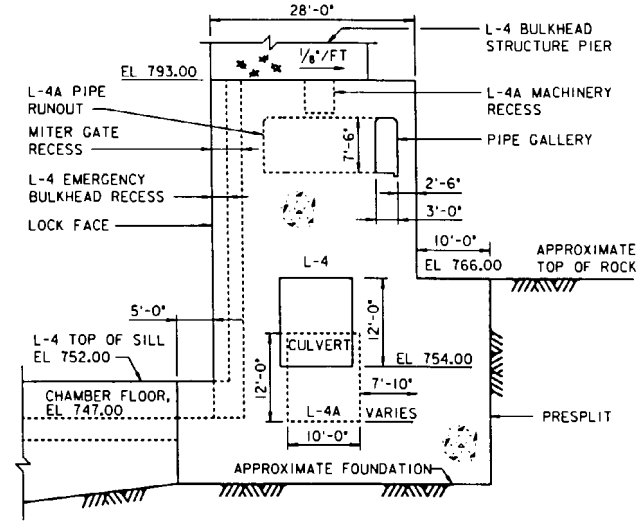 28'-0"
L-4 BULKHEAD
STRUCTURE PIER
1/8"/FT
EL 793.00
L-4A PIPE
RUNOUT
L-4A MACHINERY
RECESS
MITER GATE
RECESS
7'-6"
PIPE GALLERY
L-4 EMERGENCY
BULKHEAD RECESS
2'-6"
3'-0"
LOCK FACE
10'-0"
APPROXIMATE
TOP OF ROCK
L-4
EL 766.00
5'-0"
12'-0"
L-4 TOP OF SILL
EL 752.00
CULVERT
EL 754.00
12'-0"
7'-10"
CHAMBER FLOOR,
EL 747.00
L-4A
VARIES
PRESPLIT
10'-0"
APPROXIMATE FOUNDATION